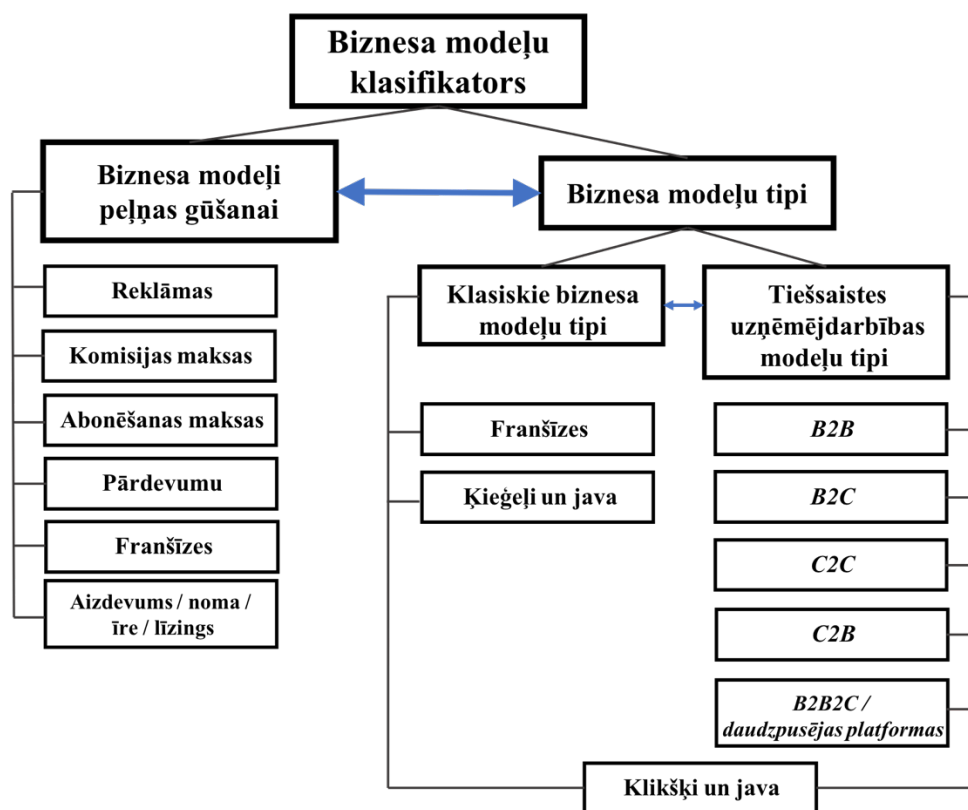 Biznesa modeļu
klasifikators
Biznesa modeļi
peļņas gūšanai
Biznesa modeļu tipi
Reklāmas
Komisijas maksas
Abonēšanas maksas
Pārdevumu
Franšīzes
Aizdevums / noma /
īre / līzings
Klasiskie biznesa
modeļu tipi
Franšīzes
Ķieģeļi un java
Tiešsaistes
uzņēmējdarbības
modeļu tipi
B2B
B2C
C2C
C2B
B2B2C /
daudzpusējas platformas
Klikšķi un java